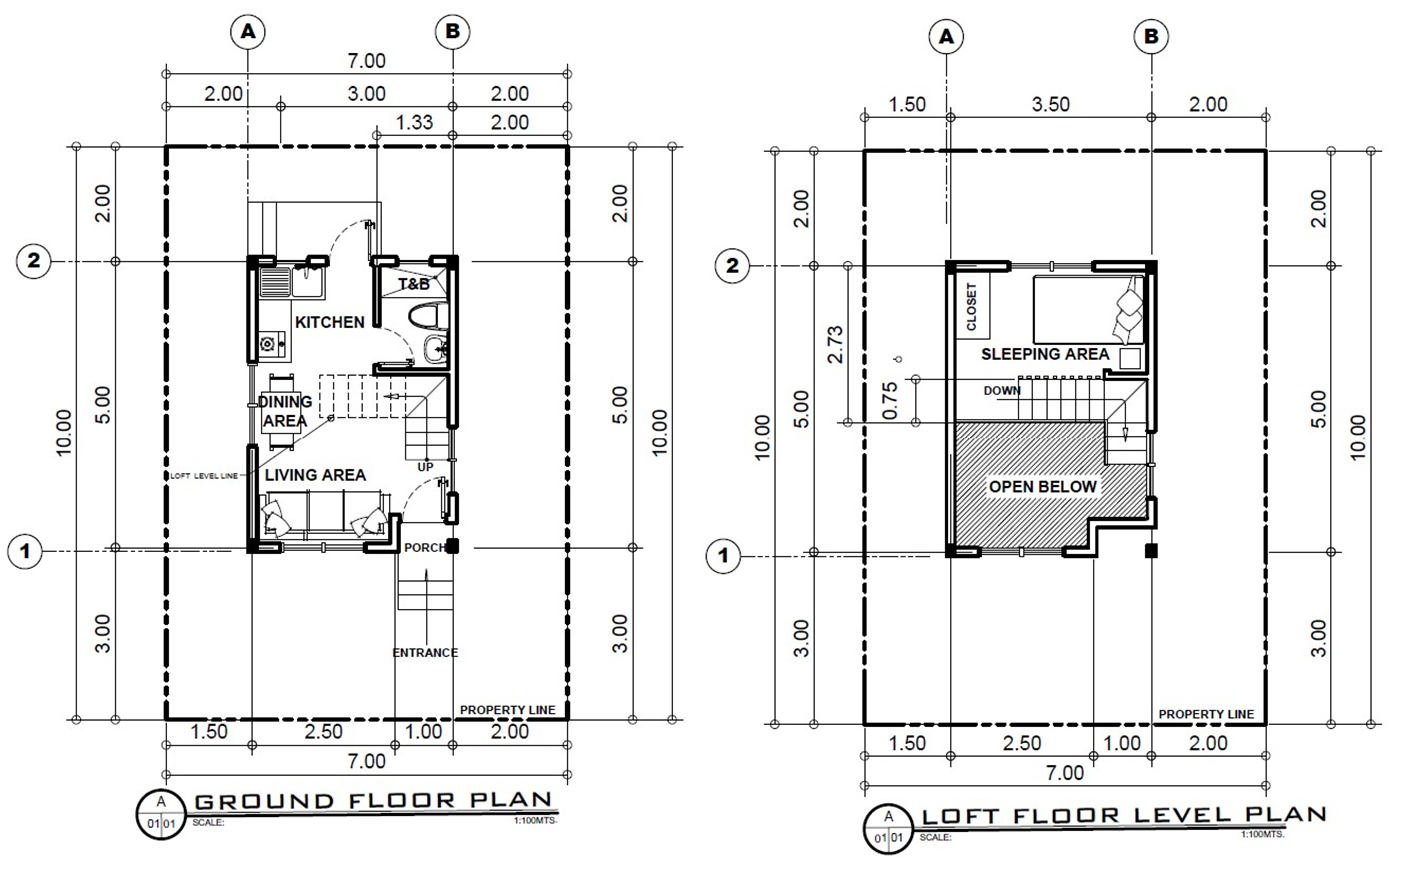 A
B
7.00
2.00
3.00
2.00
1.33
2.00
2.00
2.00
2
T&B
KITCHEN
DINING
AREA
5.00
5.00
10.00
10.00
UP
LOFT LEVEL LINE
LIVING AREA
1
PORCH
3.00
3.00
ENTRANCE
PROPERTY LINE
1.50
2.50
1.00
2.00
7.00
A
01 01
GROUND FLOOR PLAN
SCALE:
1:100MTS.
A
B
1.50
3.50
2.00
2.00
2.00
2
CLOSET
2.73
SLEEPING AREA
DOWN
0.75
5.00
5.00
10.00
10.00
OPEN BELOW
1
3.00
3.00
PROPERTY LINE
1.50
2.50
1.00
2.00
7.00
A
01 01
LOFT FLOOR LEVEL PLAN
SCALE:
1:100MTS.